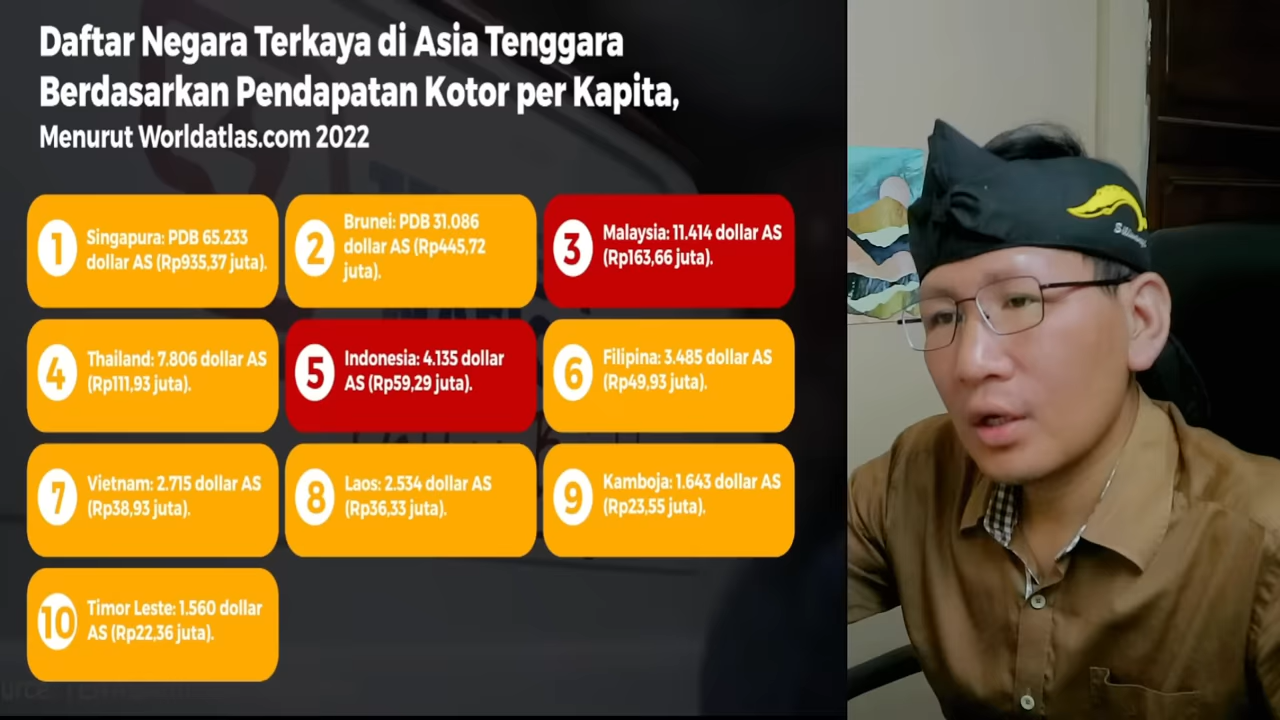 Daftar Negara Terkaya di Asia Tenggara
Berdasarkan Pendapatan Kotor per Kapita,
Menurut Worldatlas.com 2022
1
Singapura: PDB 65.233
dollar AS (Rp935,37 juta).
2
Brunei: PDB 31.086
dollar AS (Rp445,72
juta).
3
Malaysia: 11.414 dollar AS
(Rp163,66 juta).
4
Thailand: 7.806 dollar AS
(Rp111,93 juta).
5
Indonesia: 4.135 dollar
AS (Rp59,29 juta).
6
Filipina: 3.485 dollar AS
(Rp49,93 juta).
7
Vietnam: 2.715 dollar AS
(Rp38,93 juta).
8
Laos: 2.534 dollar AS
(Rp36,33 juta).
9
Kamboja: 1.643 dollar AS
(Rp23,55 juta).
10
Timor Leste: 1.560 dollar
AS (Rp22,36 juta).